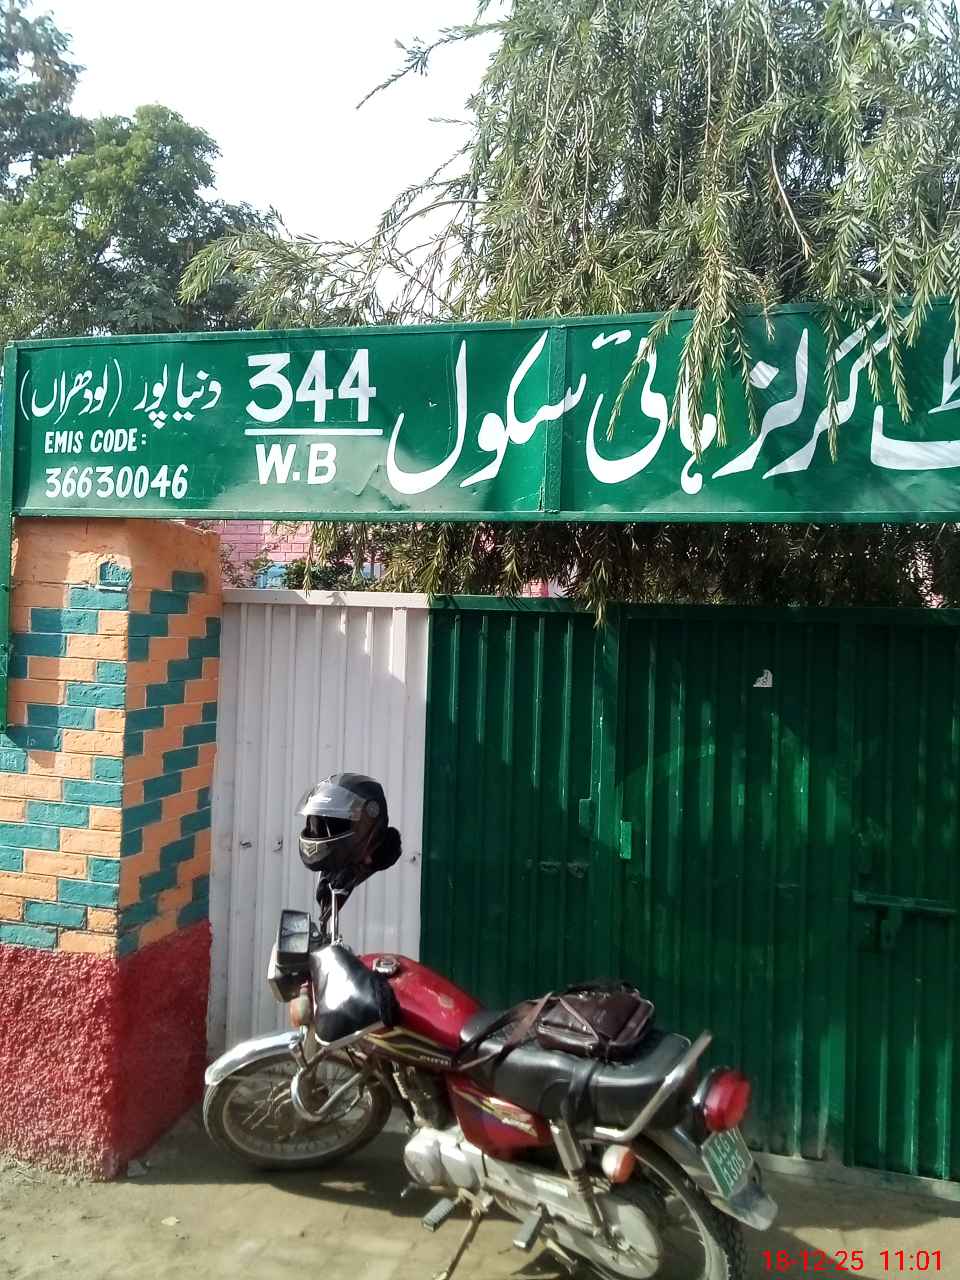 گرلز ہائی سکول 344
W.B
دنیا پور (لودھراں)
EMIS CODE:
36630046
18-12-25 11:01